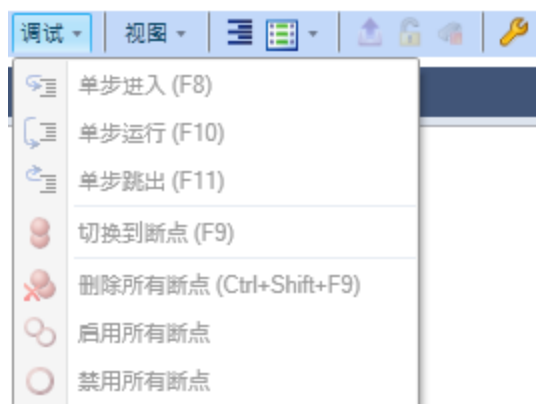 调试 视图
单步进入 (F8)
单步运行 (F10)
单步跳出 (F11)
切换到断点 (F9)
删除所有断点 (Ctrl+Shift+F9)
启用所有断点
禁用所有断点